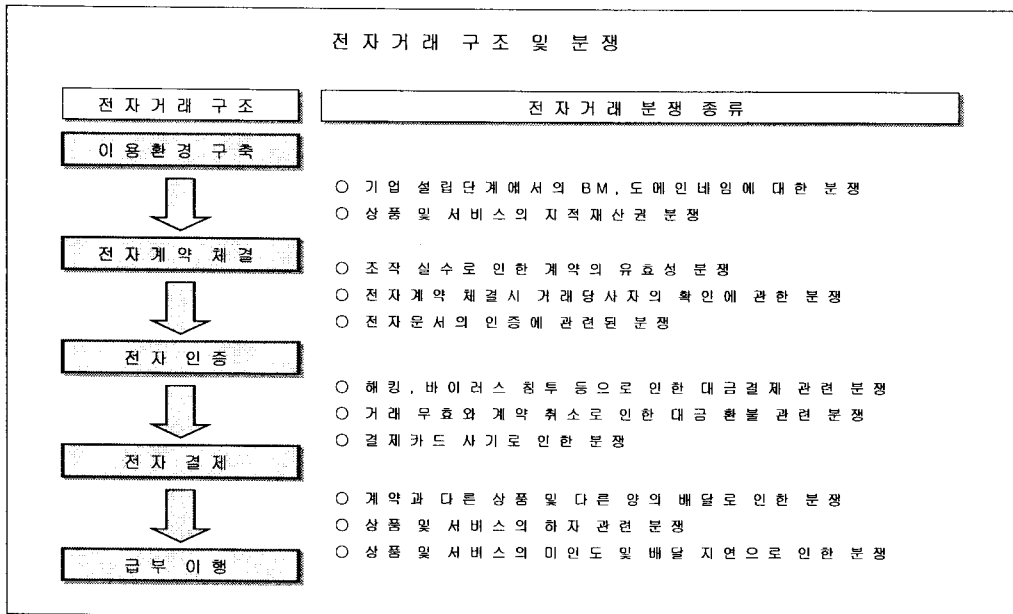 전자거래 구조 및 분쟁
전자거래 구조
전자거래 분쟁 종류
이용환경 구축
○ 기업 설립단계에서의 BM, 도메인네임에 대한 분쟁
○ 상품 및 서비스의 지적재산권 분쟁
전자계약 체결
○ 조작 실수로 인한 계약의 유효성 분쟁
○ 전자계약 체결시 거래당사자의 확인에 관한 분쟁
○ 전자문서의 인증에 관련된 분쟁
전자 인증
○ 해킹, 바이러스 침투 등으로 인한 대금결제 관련 분쟁
○ 거래 무효와 계약 취소로 인한 대금 환불 관련 분쟁
○ 결제카드 사기로 인한 분쟁
전자 결제
○ 계약과 다른 상품 및 다른 양의 배달로 인한 분쟁
○ 상품 및 서비스의 하자 관련 분쟁
○ 상품 및 서비스의 미인도 및 배달 지연으로 인한 분쟁
급부 이행